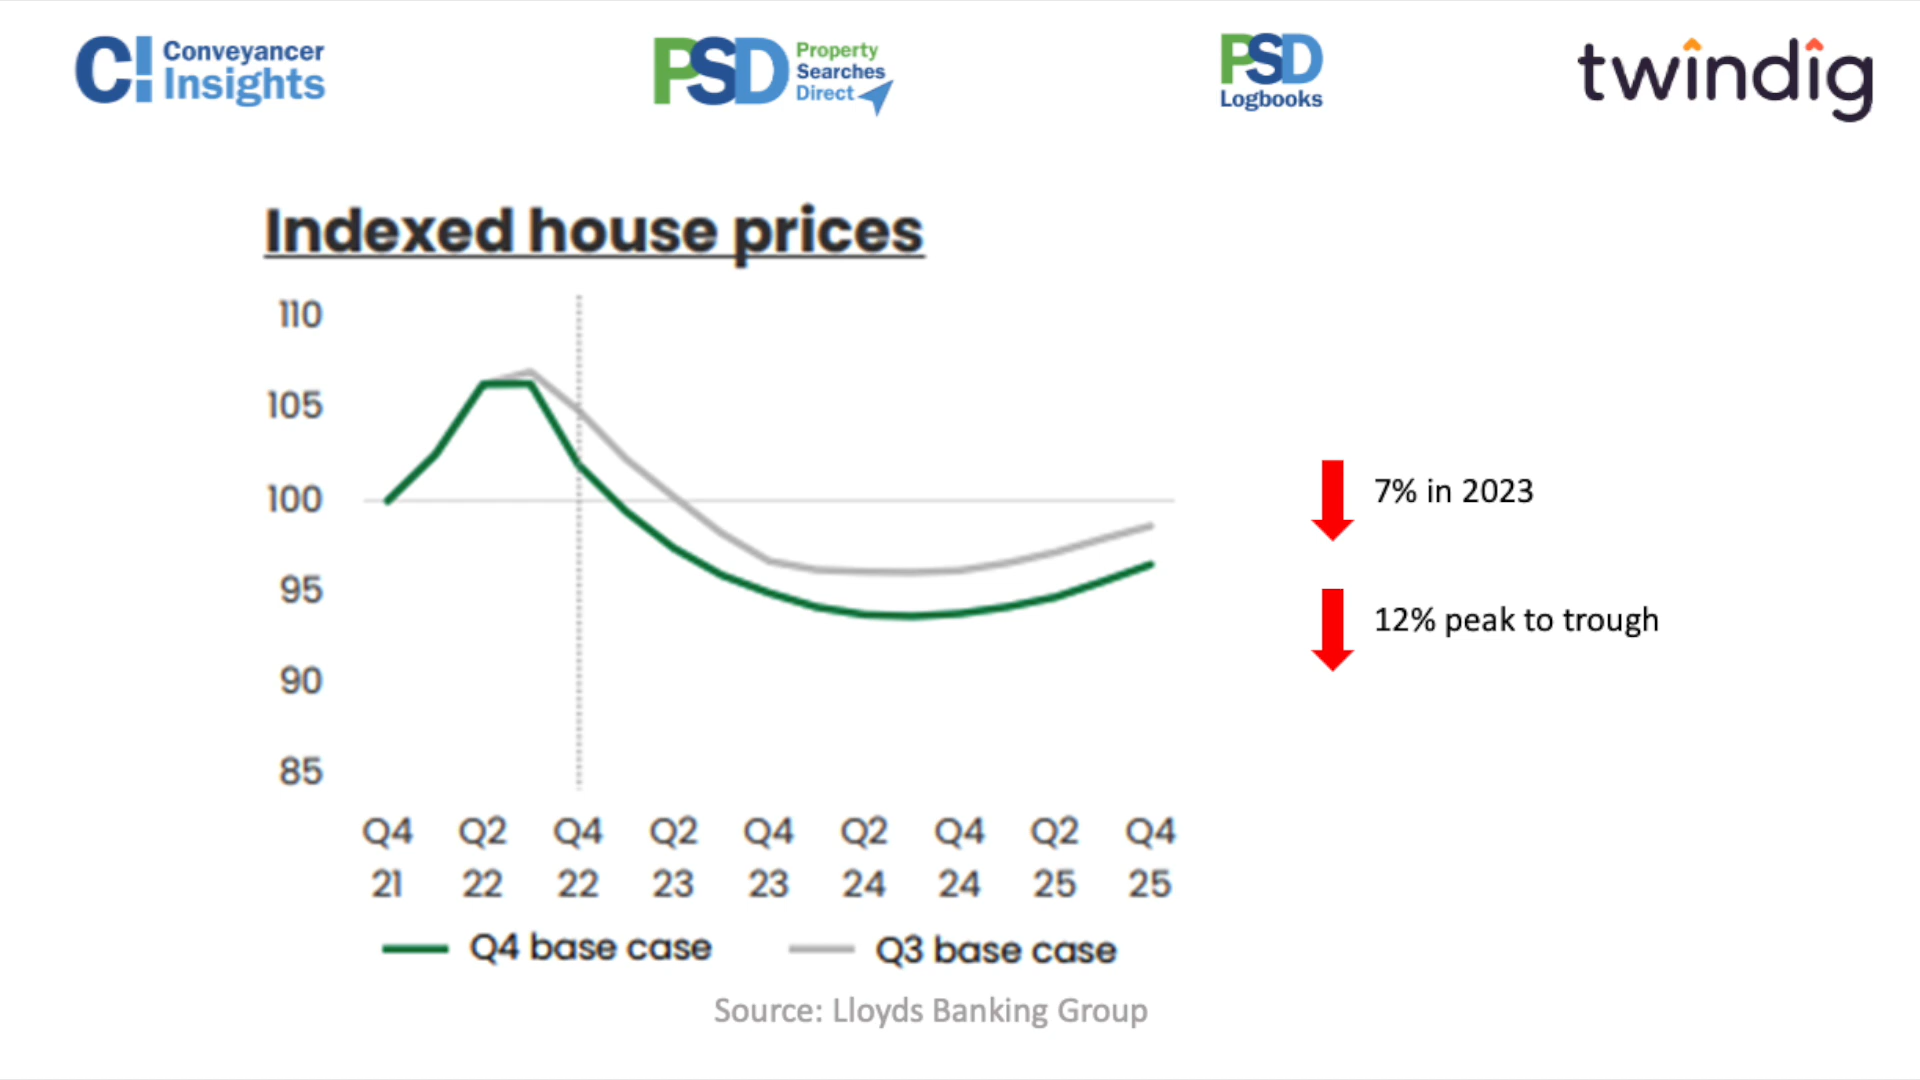 C! Conveyancer
Insights
PSD Property
Searches
Direct
PSD
Logbooks
twindig
Indexed house prices
110
105
100
95
90
85
Q4 Q2 Q4 Q2 Q4 Q2 Q4 Q2 Q4
21 22 22 23 23 24 24 25 25
Q4 base case Q3 base case
Source: Lloyds Banking Group
7% in 2023
12% peak to trough